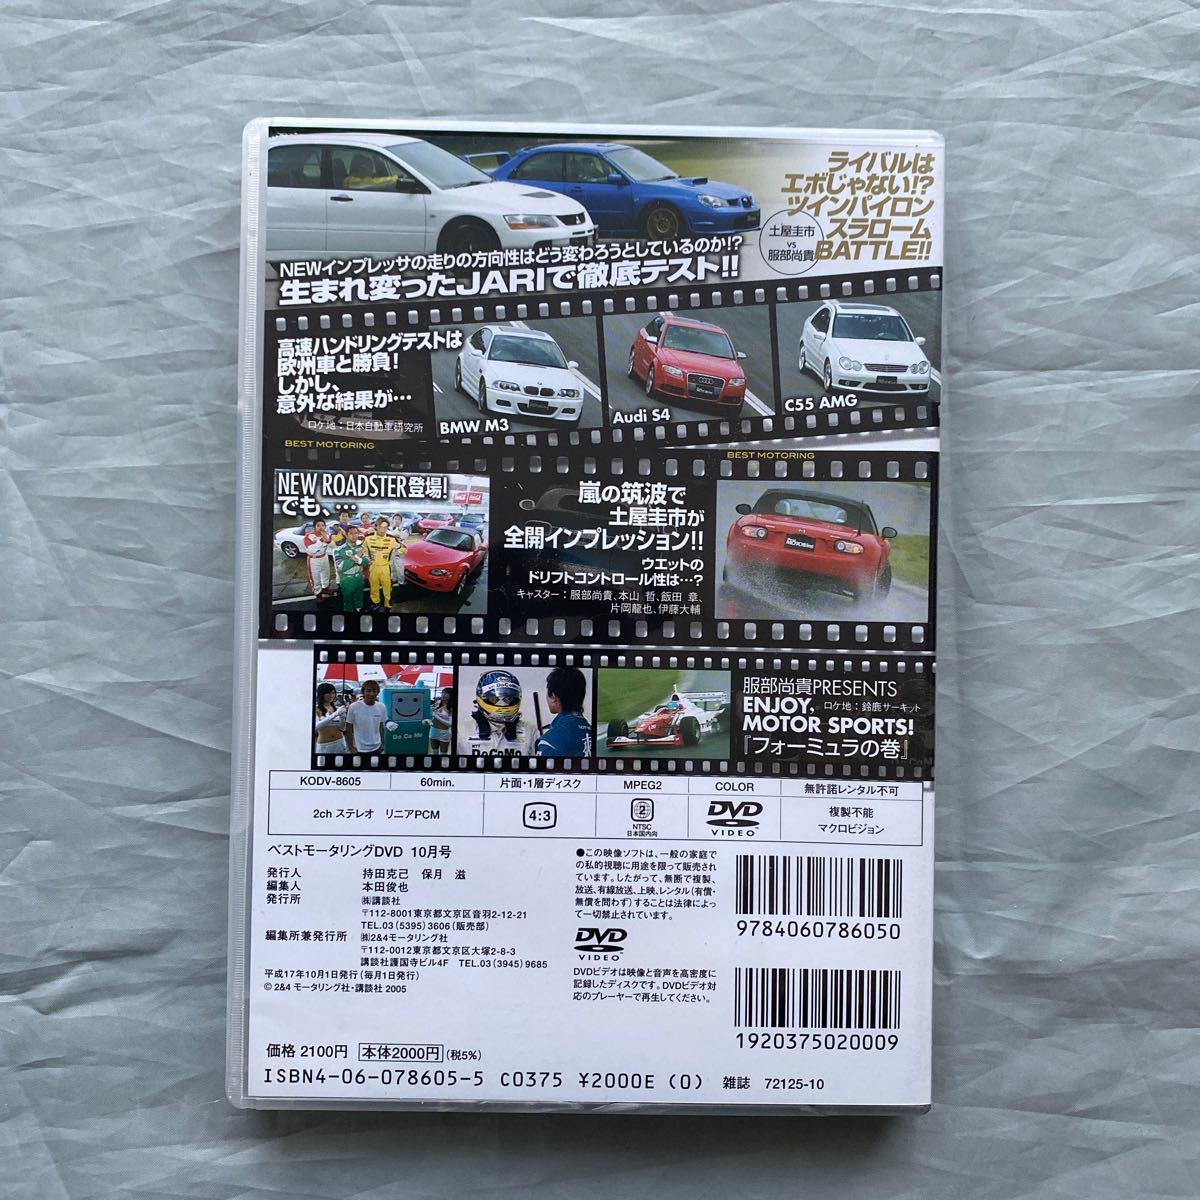 ライバルは
エボじゃない!?
ツインパイロン
スラローム
BATTLE!!
土屋圭市
vs
服部尚貴
NEWインプレッサの走りの方向性はどう変わろうとしているのか!?
生まれ変ったJARIで徹底テスト!!
高速ハンドリングテストは
欧州車と勝負!
しかし、
意外な結果が…
ロケ地:日本自動車研究所
BMW M3
Audi S4
C55 AMG
BEST MOTORING
BEST MOTORING
NEW ROADSTER登場!
でも、…
嵐の筑波で
土屋圭市が
全開インプレッション!!
ウエットの
ドリフトコントロール性は…?
キャスター:服部尚貴、本山 哲、飯田 章、
片岡龍也、伊藤大輔
DoCoMo
NTT
DoCoMo
服部尚貴PRESENTS
ENJOY, ロケ地:鈴鹿サーキット
MOTOR SPORTS!
『フォーミュラの巻』
KODV-8605 60min. 片面・1層ディスク MPEG2 COLOR 無許諾レンタル不可
2ch ステレオ リニアPCM 4:3 2 NTSC 日本国内向 DVD VIDEO 複製不能 マクロビジョン
ベストモータリングDVD 10月号
発行人 持田克己 保月 滋
編集人 本田俊也
発行所 ㈱講談社
〒112-8001東京都文京区音羽2-12-21
TEL.03(5395)3606(販売部)
編集所兼発行所 ㈱2&4モータリング社
〒112-0012東京都文京区大塚2-8-3
講談社護国寺ビル4F TEL.03(3945)9685
平成17年10月1日発行(毎月1日発行)
© 2&4 モータリング社・講談社 2005
●この映像ソフトは、一般の家庭で
の私的視聴に用途を限って販売され
ています。したがって、無断で複製、
放送、有線放送、上映、レンタル(有償・
無償を問わず)することは法律によっ
て一切禁止されています。
DVD
VIDEO
DVDビデオは映像と音声を高密度に
記録したディスクです。DVDビデオ対
応のプレーヤーで再生してください。
9784060786050
1920375020009
価格 2100円 本体2000円 (税5%)
ISBN4-06-078605-5 C0375 ¥2000E (0) 雑誌 72125-10